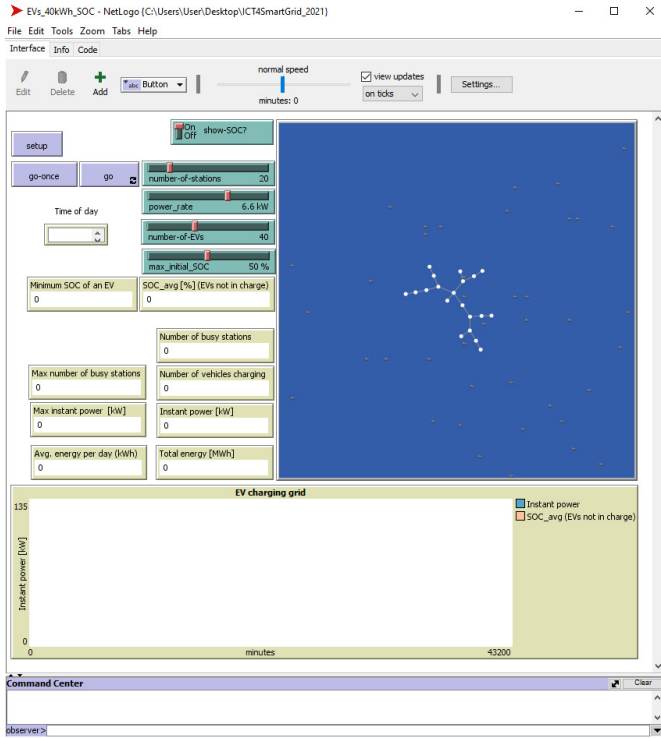 EVs_40kWh_SOC - NetLogo {C:\Users\User\Desktop\ICT4SmartGrid_2021}
File Edit Tools Zoom Tabs Help
Interface Info Code
Edit Delete Add abc Button normal speed minutes: 0 view updates on ticks Settings...
On Off show-SOC?
setup
go-once go number-of-stations 20
power_rate 6.6 kW
Time of day
number-of-EVs 40
max_initial_SOC 50 %
Minimum SOC of an EV SOC_avg [%] (EVs not in charge)
0 0
Number of busy stations
0
Max number of busy stations Number of vehicles charging
0 0
Max instant power [kW] Instant power [kW]
0 0
Avg. energy per day (kWh) Total energy [MWh]
0 0
EV charging grid
135
Instant power [kW]
0
0 minutes 43200
Instant power
SOC_avg (EVs not in charge)
Command Center Clear
observer>